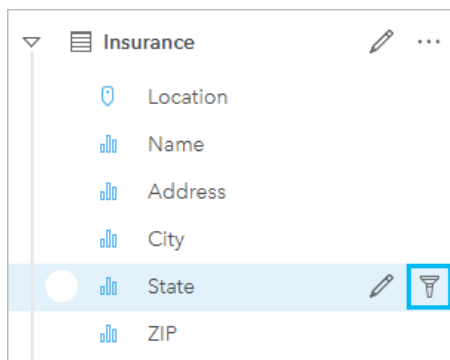 Insurance
Location
Name
Address
City
State
ZIP